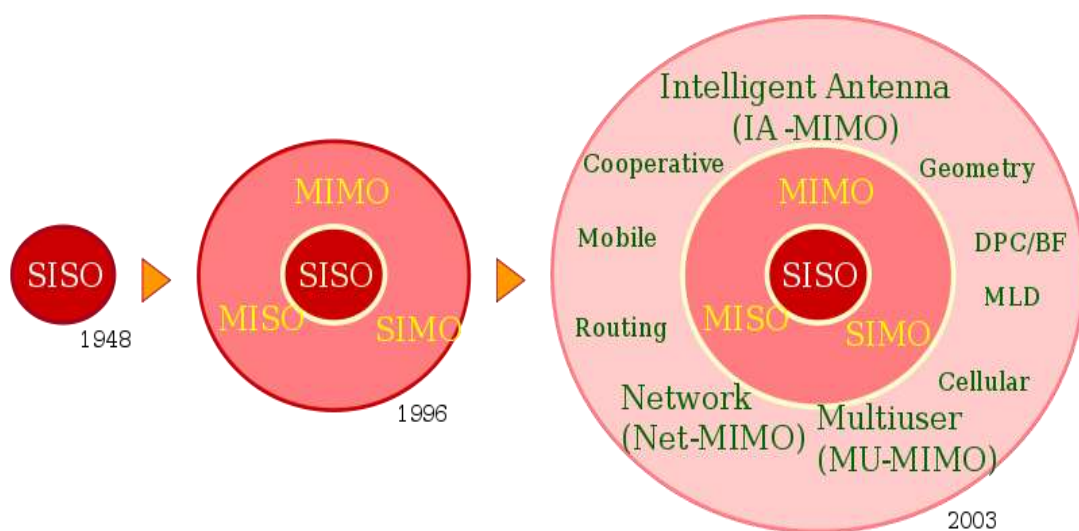 SISO
1948
MIMO
SISO
MISO
SIMO
1996
Intelligent Antenna
(IA -MIMO)
Cooperative
Geometry
MIMO
Mobile
DPC/BF
SISO
MLD
MISO
SIMO
Routing
Cellular
Network
(Net-MIMO)
Multiuser
(MU-MIMO)
2003